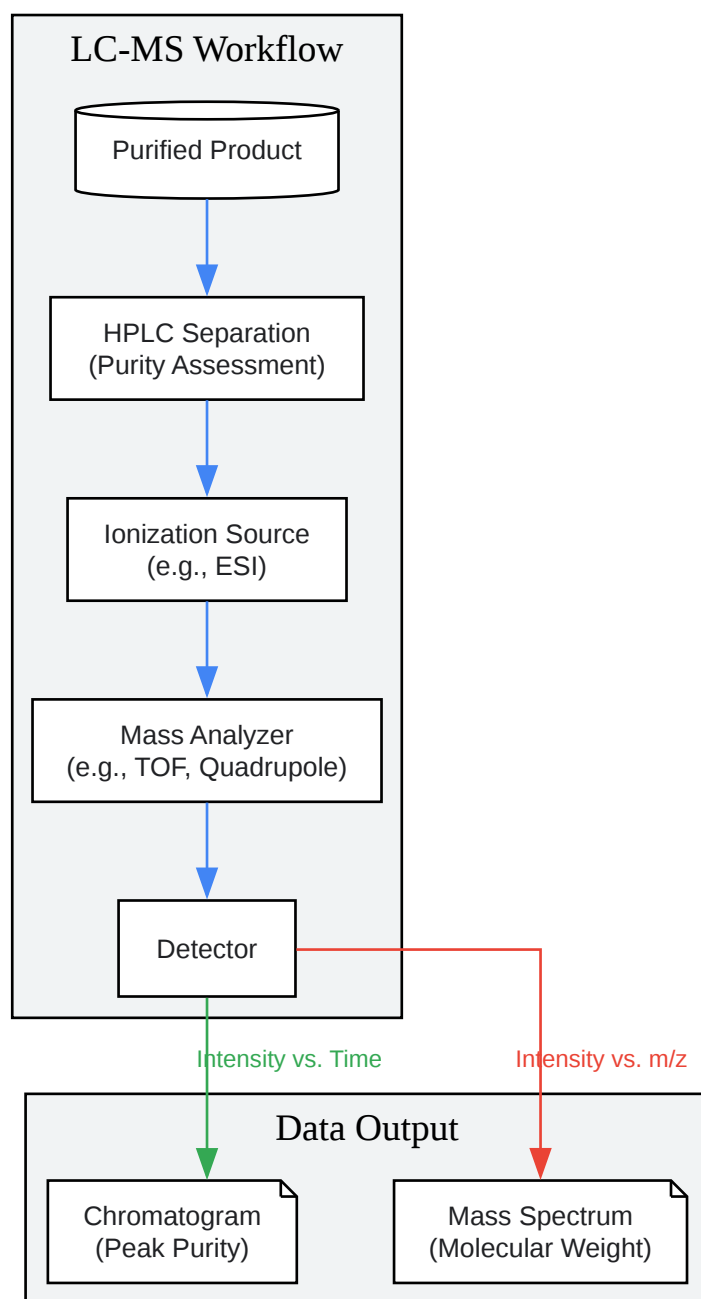 LC-MS Workflow
Purified Product
HPLC Separation
(Purity Assessment)
Ionization Source
(e.g., ESI)
Mass Analyzer
(e.g., TOF, Quadrupole)
Detector
Intensity vs. Time
Intensity vs. m/z
Data Output
Chromatogram
(Peak Purity)
Mass Spectrum
(Molecular Weight)